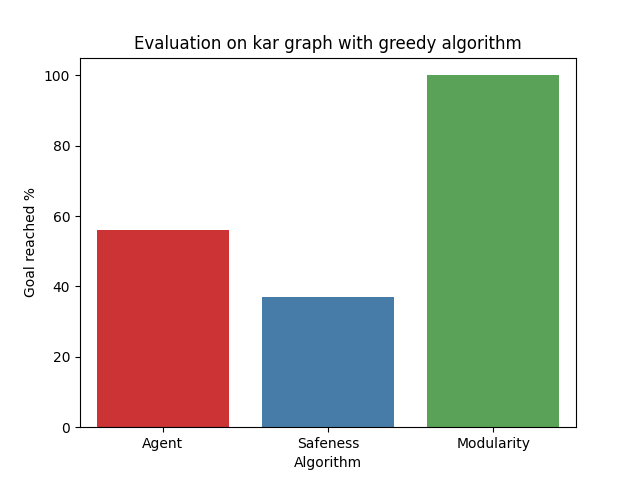 Evaluation on kar graph with greedy algorithm
Goal reached %
100
80
60
40
20
0
Agent
Safeness
Modularity
Algorithm